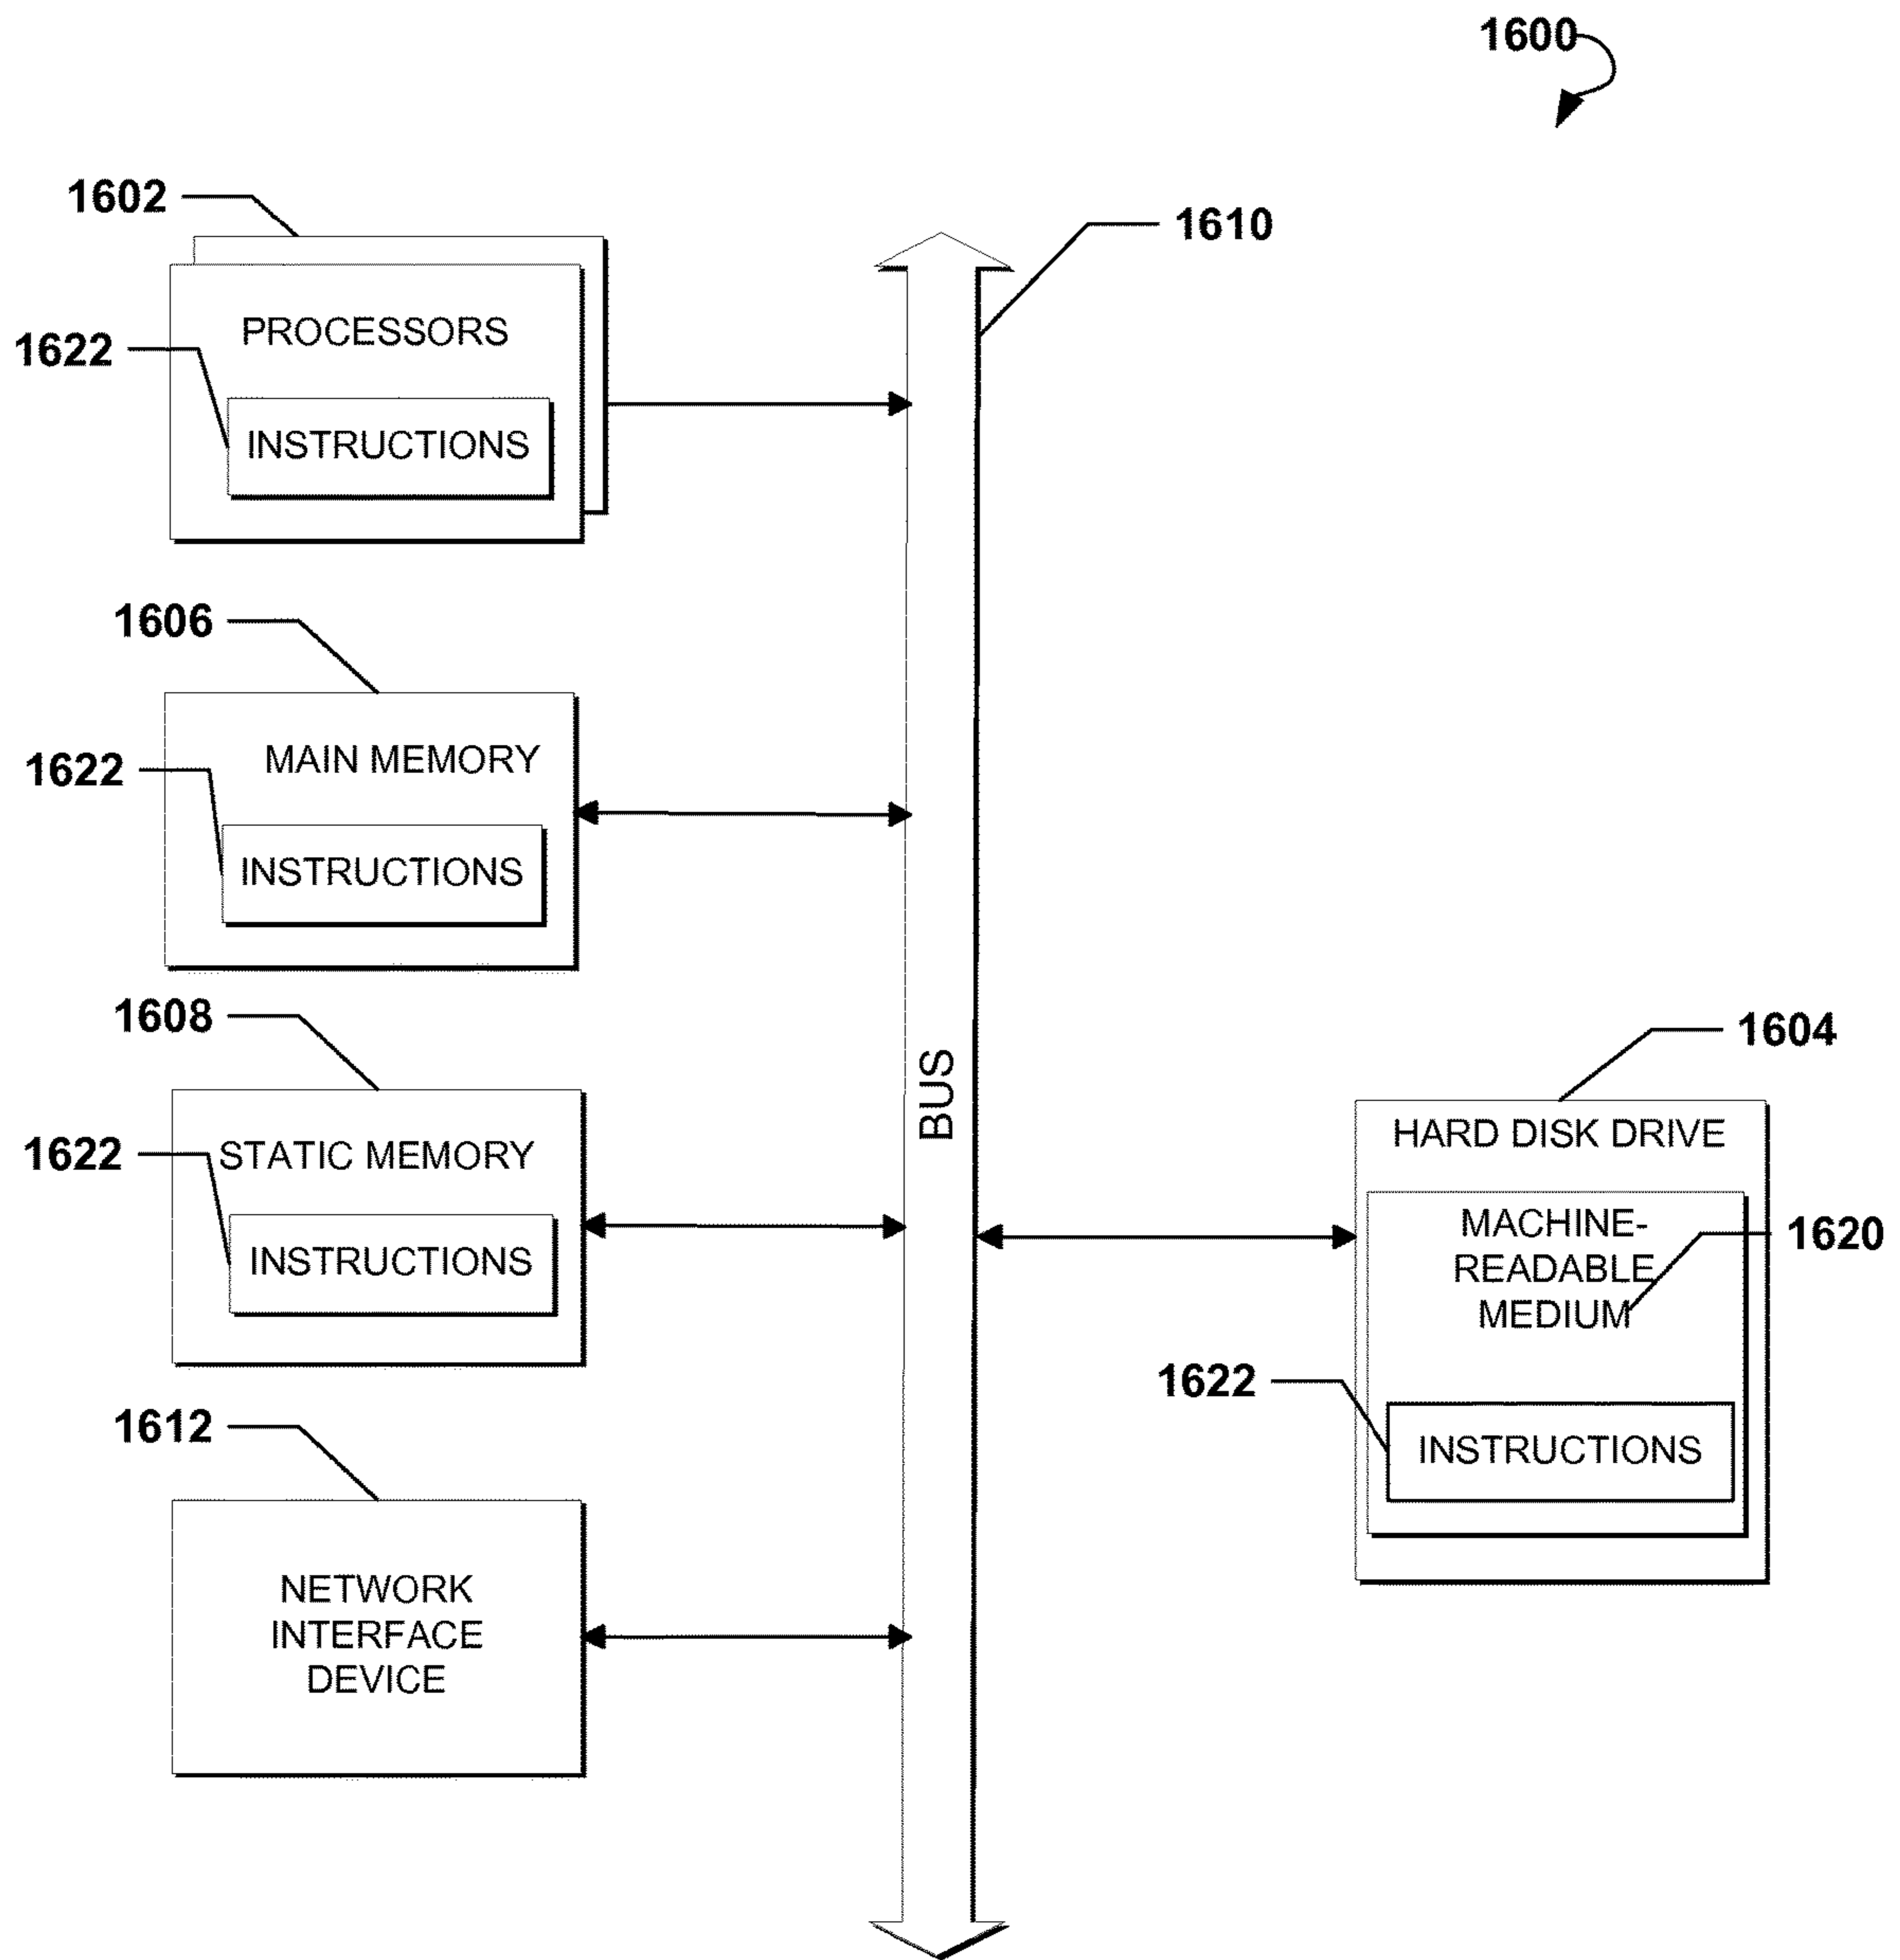 1600
1602
1610
PROCESSORS
1622
INSTRUCTIONS
1606
MAIN MEMORY
1622
INSTRUCTIONS
1608
1604
BUS
HARD DISK DRIVE
1622
STATIC MEMORY
MACHINE-
READABLE
MEDIUM
1620
INSTRUCTIONS
1622
INSTRUCTIONS
1612
NETWORK
INTERFACE
DEVICE